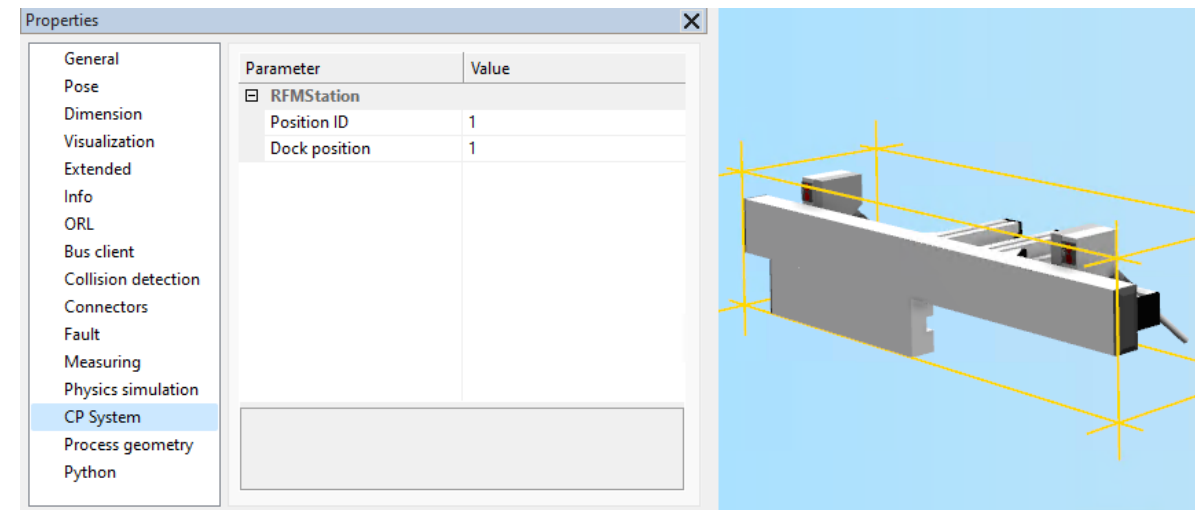 Properties
General
Pose
Dimension
Visualization
Extended
Info
ORL
Bus client
Collision detection
Connectors
Fault
Measuring
Physics simulation
CP System
Process geometry
Python
Parameter Value
RFMStation
Position ID 1
Dock position 1